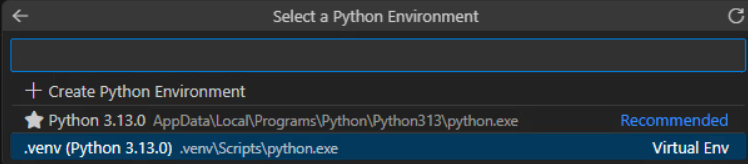 Select a Python Environment
Create Python Environment
Python 3.13.0 AppData\Local\Programs\Python\Python313\python.exe Recommended
.venv (Python 3.13.0) .venv\Scripts\python.exe Virtual Env